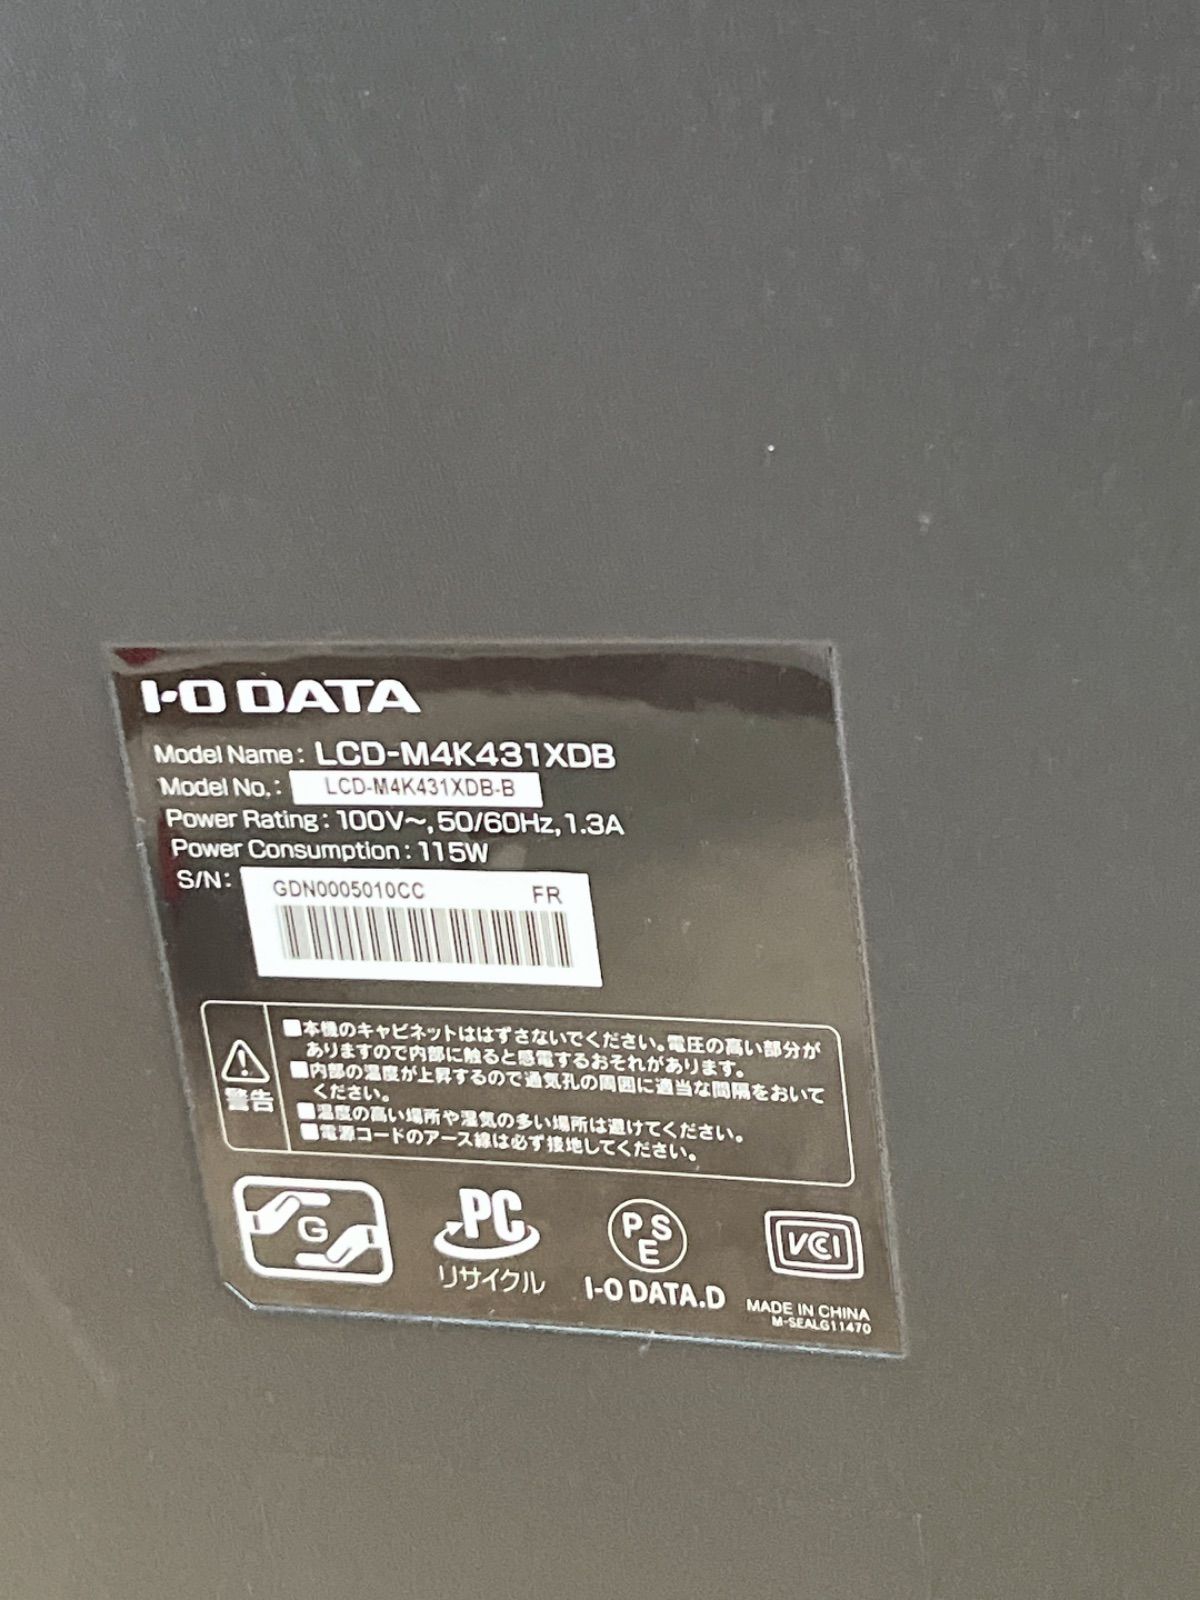 I-O DATA
Model Name: LCD-M4K431XDB
Model No.: LCD-M4K431XDB-B
Power Rating: 100V～, 50/60Hz, 1.3A
Power Consumption: 115W
S/N: GDN0005010CC FR
警告
■本機のキャビネットははずさないでください。電圧の高い部分が
ありますので内部に触ると感電するおそれがあります。
■内部の温度が上昇するので通気孔の周囲に適当な間隔をおいて
ください。
■温度の高い場所や湿気の多い場所は避けてください。
■電源コードのアース線は必ず接地してください。
G
PC
リサイクル
PSE
I-O DATA.D
VCCI
MADE IN CHINA
M-SEALG11470